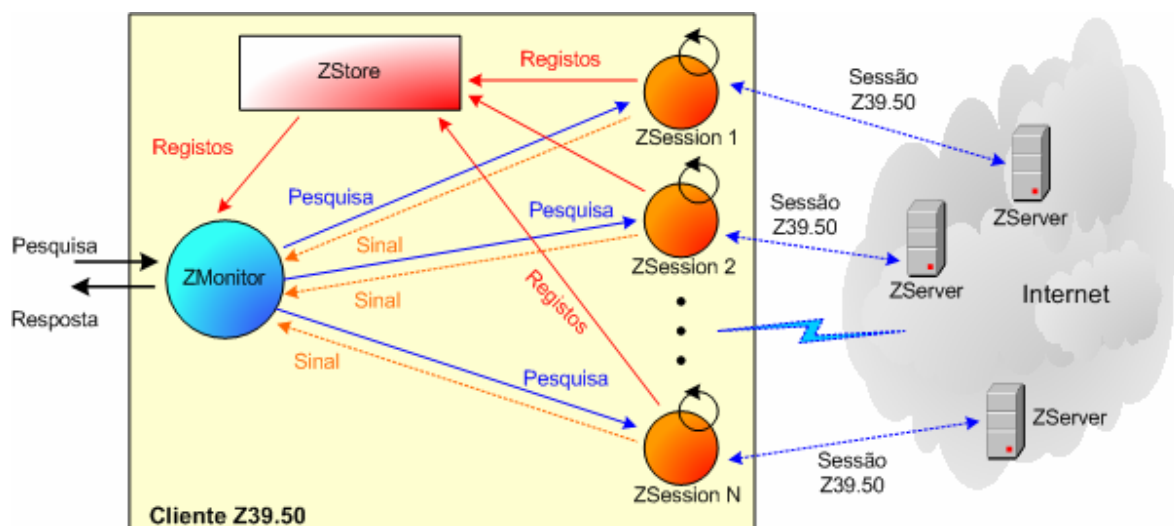 ZStore
Registos
ZSession 1
Sessão
Z39.50
ZServer
Registos
Pesquisa
Pesquisa
ZSession 2
Sessão
Z39.50
ZServer
Internet
Pesquisa
ZMonitor
Resposta
Sinal
Sinal
Sinal
Registos
Pesquisa
ZSession N
Sessão
Z39.50
ZServer
Cliente Z39.50